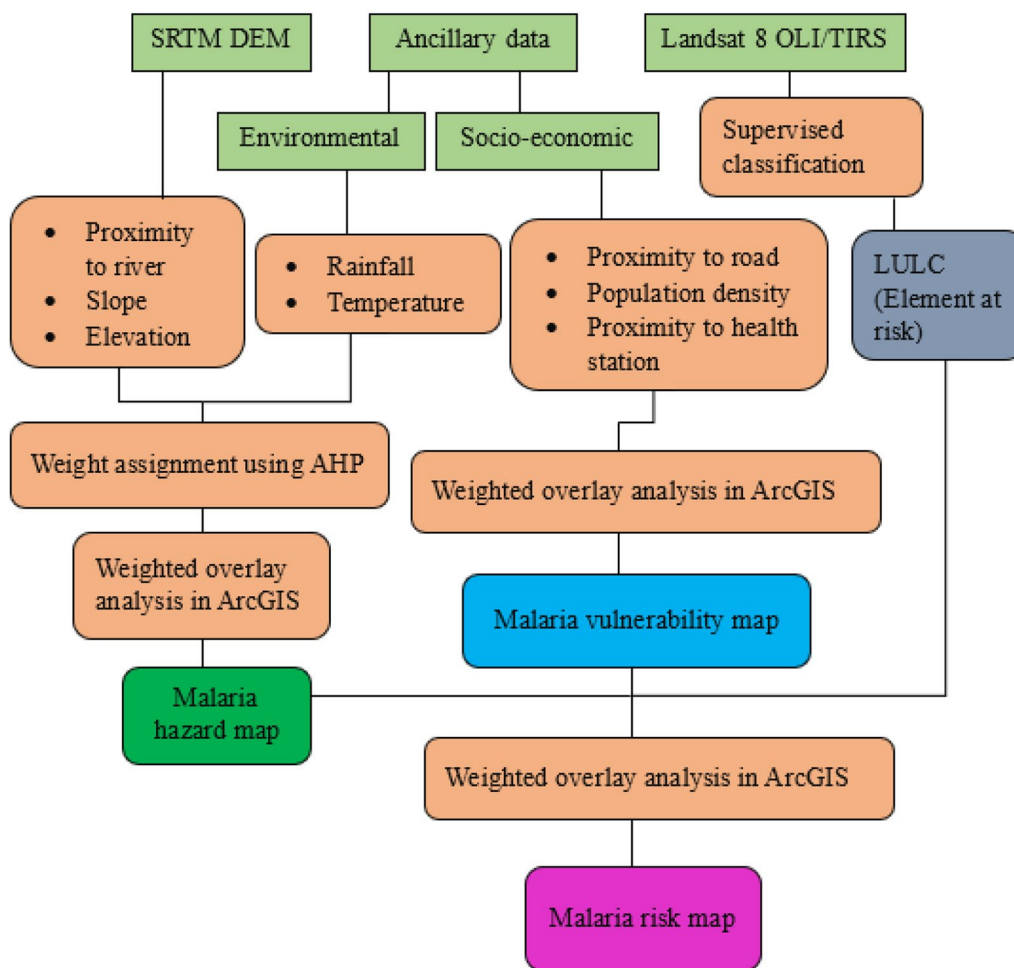 SRTM DEM
Ancillary data
Landsat 8 OLI/TIRS
Environmental
Socio-economic
Supervised
classification
• Proximity
to river
• Slope
• Elevation
• Rainfall
• Temperature
• Proximity to road
• Population density
• Proximity to health
station
LULC
(Element at
risk)
Weight assignment using AHP
Weighted overlay analysis in ArcGIS
Weighted overlay
analysis in ArcGIS
Malaria vulnerability map
Malaria
hazard map
Weighted overlay analysis in ArcGIS
Malaria risk map